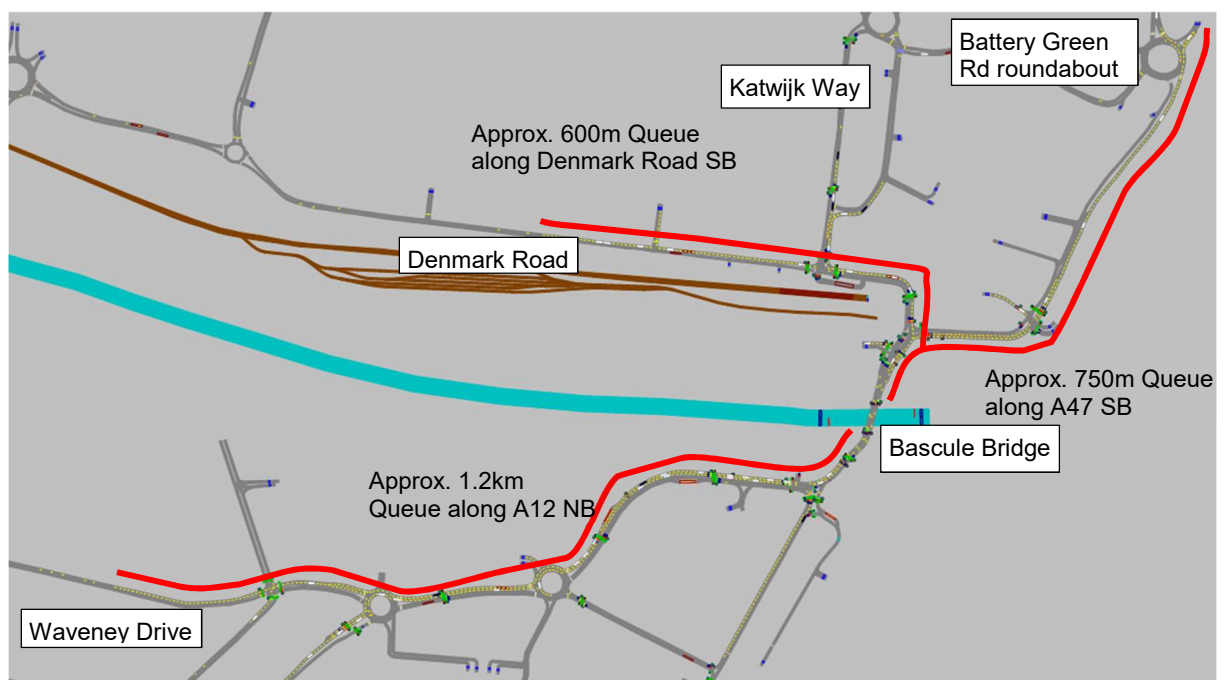 Battery Green
Rd roundabout
Katwijk Way
Approx. 600m Queue
along Denmark Road SB
Denmark Road
Approx. 750m Queue
along A47 SB
Bascule Bridge
Approx. 1.2km
Queue along A12 NB
Waveney Drive